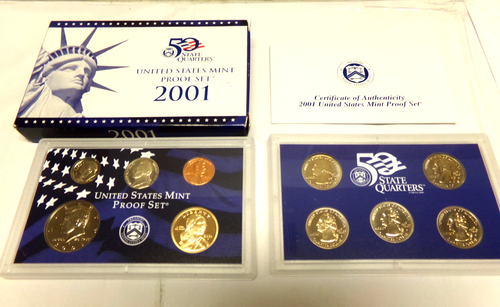 50
STATE
QUARTERS®
UNITED STATES MINT
PROOF SET®
2001
2001
Certificate of Authenticity
2001 United States Mint Proof Set®
UNITED STATES MINT
PROOF SET®
50
STATE
QUARTERS®